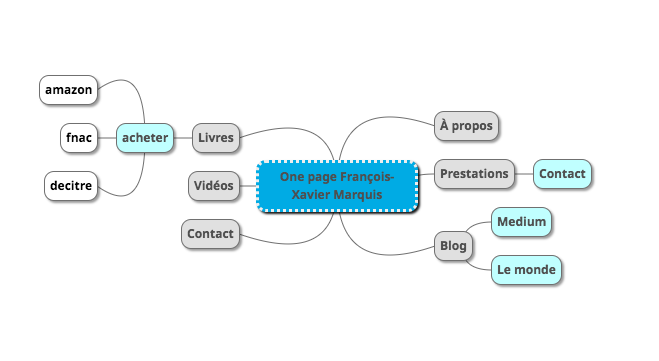 amazon
À propos
fnac
acheter
Livres
One page François-
Xavier Marquis
Prestations
Contact
decitre
Vidéos
Medium
Contact
Blog
Le monde